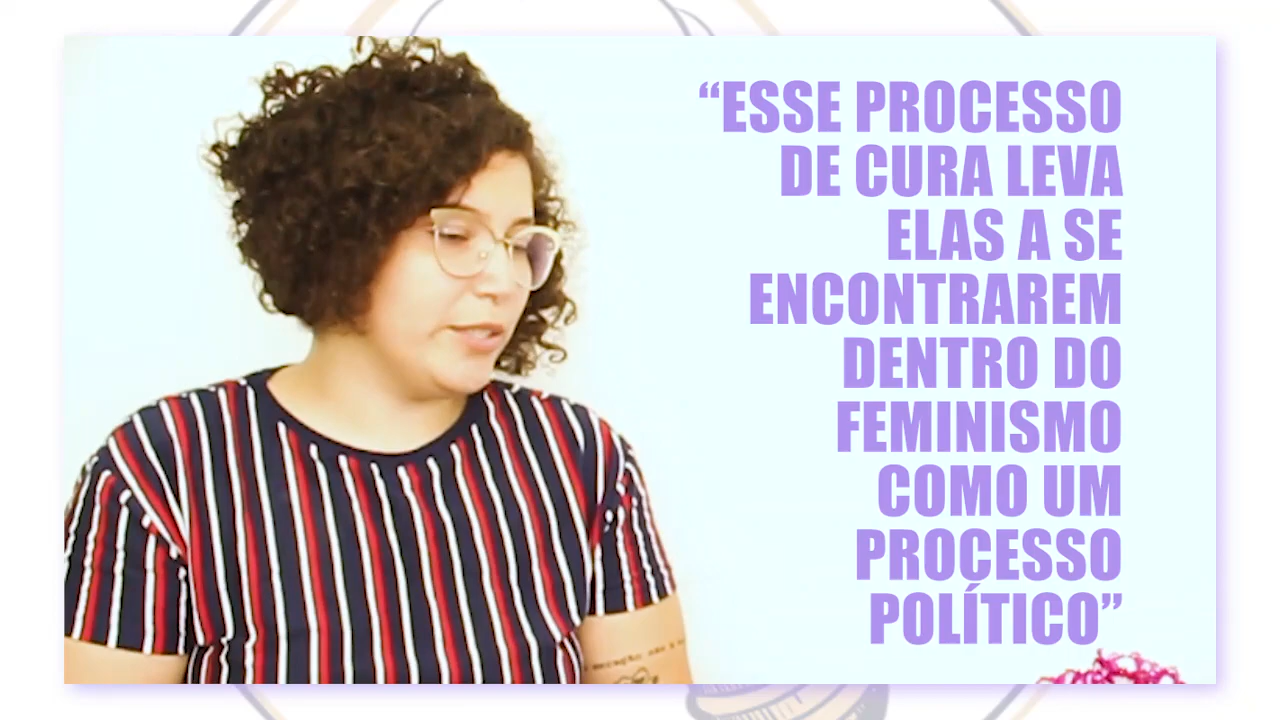 “ESSE PROCESSO
DE CURA LEVA
ELAS A SE
ENCONTRAREM
DENTRO DO
FEMINISMO
COMO UM
PROCESSO
POLÍTICO”